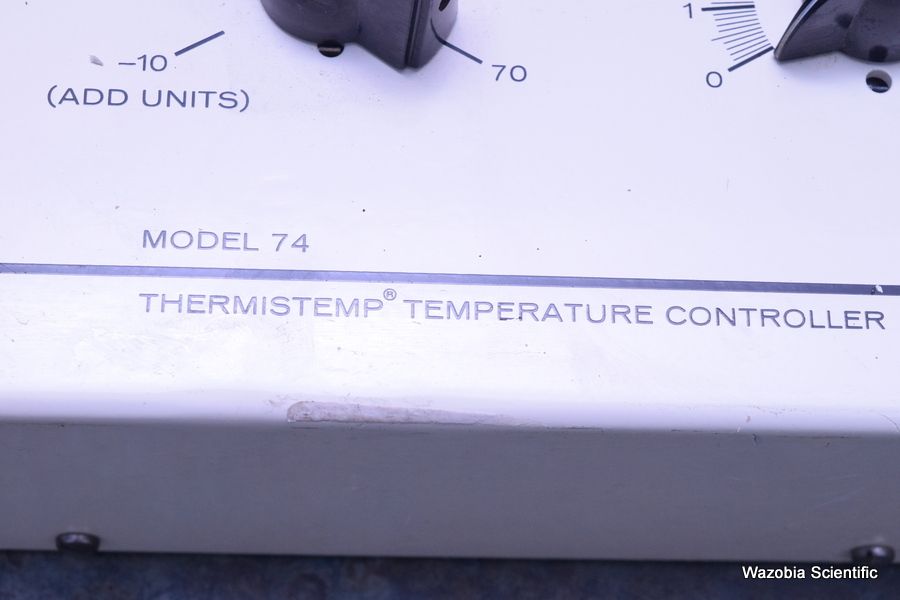 1
–10
70
0
(ADD UNITS)
MODEL 74
THERMISTEMP® TEMPERATURE CONTROLLER
Wazobia Scientific